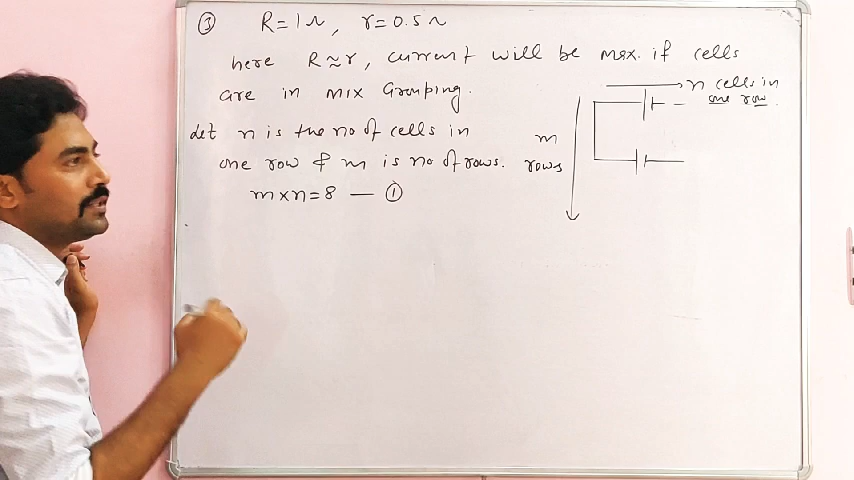 ③ R=1Ω, r=0.5Ω
here R≈r, current will be max. if cells
are in mix Grouping.
Let n is the no of cells in
one row & m is no of rows.
m×n=8 — ①
n cells in
one row.
m
rows